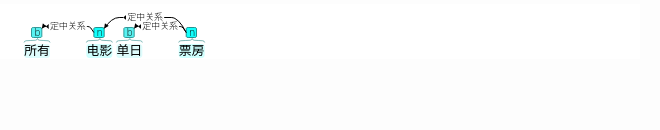 定中关系
定中关系 定中关系
b n b n
所有 电影 单日 票房